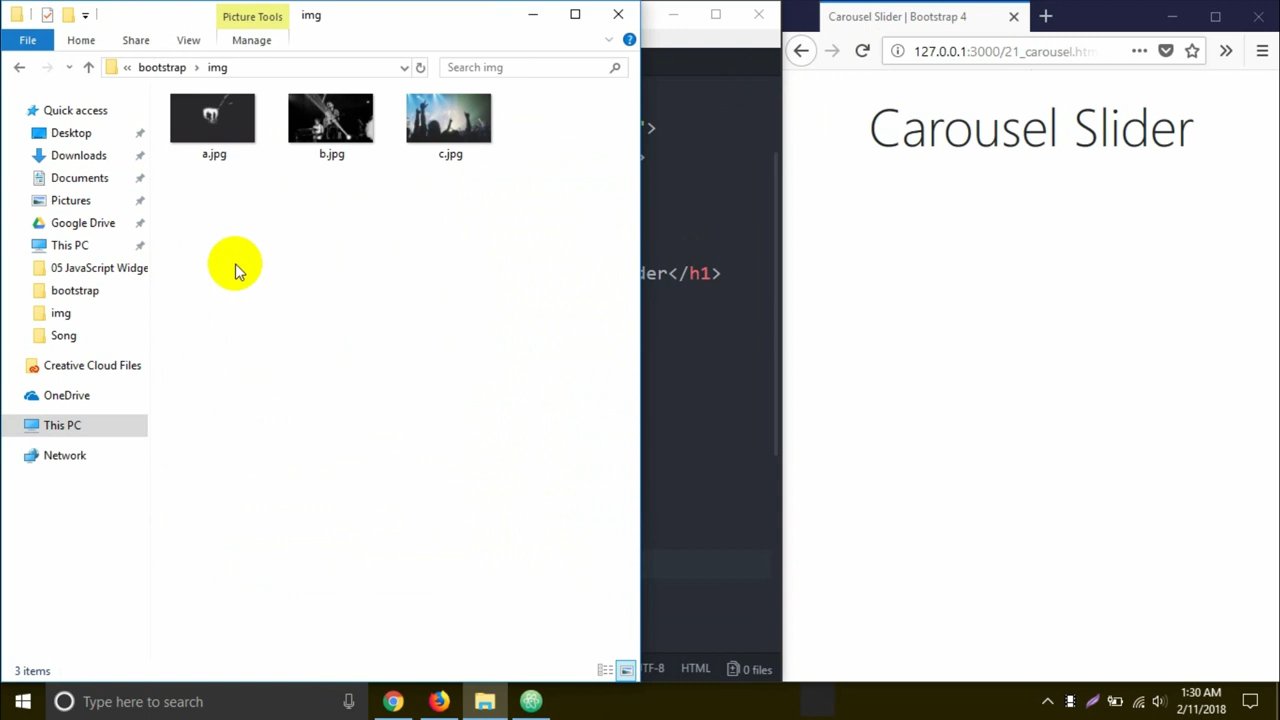 Picture Tools
img
File
Home
Share
View
Manage
bootstrap
img
Search img
Quick access
Desktop
Downloads
Documents
Pictures
Google Drive
This PC
05 JavaScript Widge
bootstrap
img
Song
Creative Cloud Files
OneDrive
This PC
Network
a.jpg
b.jpg
c.jpg
3 items
">
>
der</h1>
TF-8
HTML
0 files
Carousel Slider | Bootstrap 4
127.0.0.1:3000/21_carousel.htm
Carousel Slider
Type here to search
1:30 AM
2/11/2018